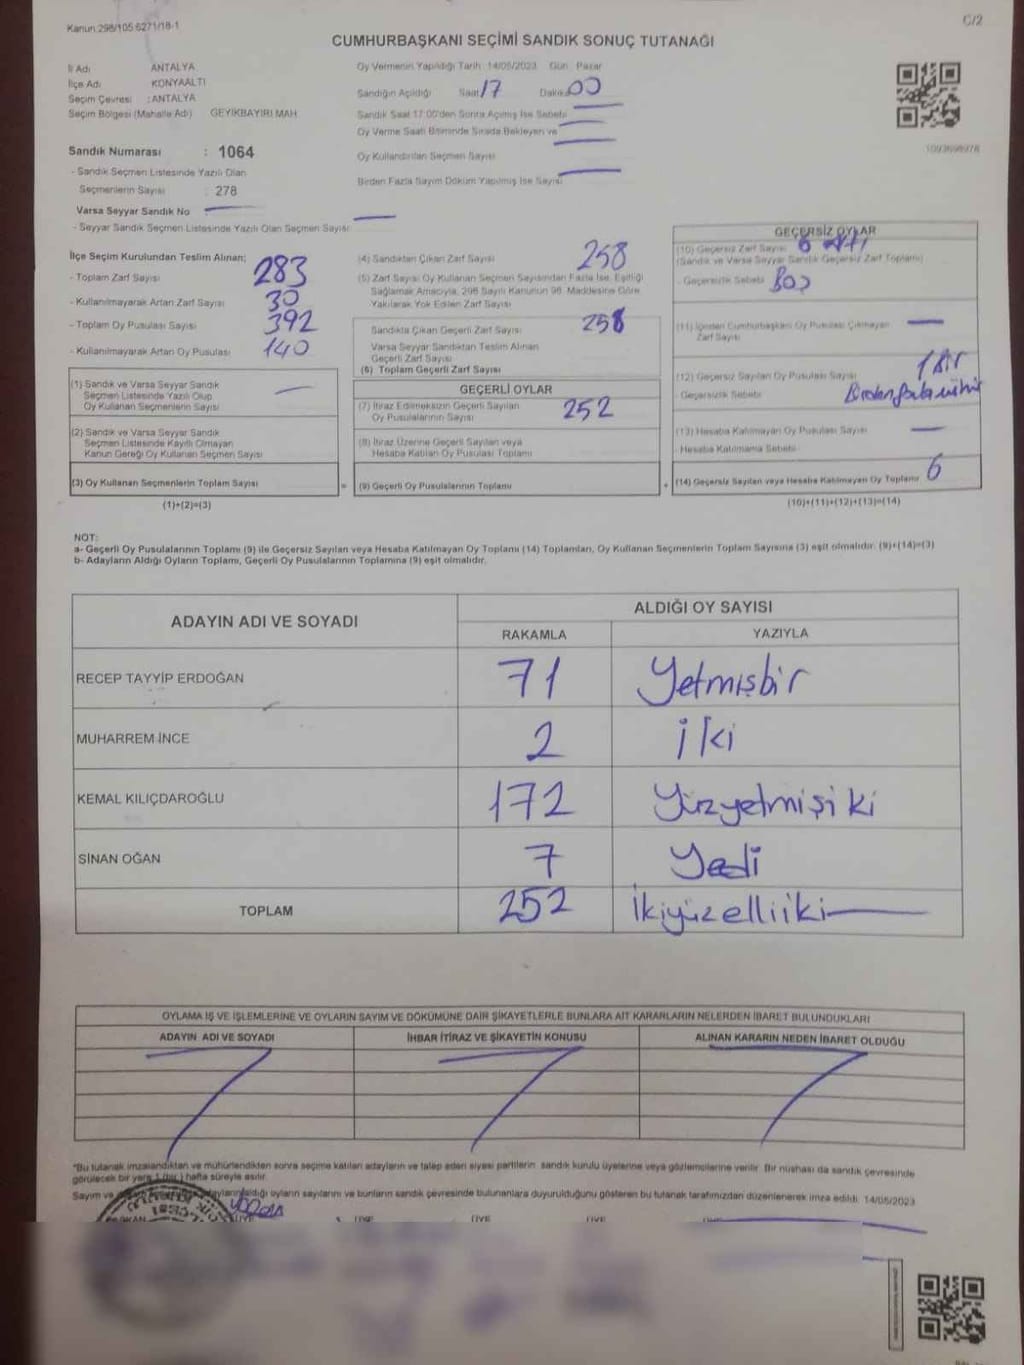 Kanun:298/105 6271/18-1
C/2
CUMHURBAŞKANI SEÇİMİ SANDIK SONUÇ TUTANAĞI
İl Adı ANTALYA
İlçe Adı KONYAALTI
Seçim Çevresi : ANTALYA
Seçim Bölgesi (Mahalle Adı) GEYİKBAYIRI MAH
Sandık Numarası : 1064
- Sandık Seçmen Listesinde Yazılı Olan
Seçmenlerin Sayısı : 278
Varsa Seyyar Sandık No
- Seyyar Sandık Seçmen Listesinde Yazılı Olan Seçmen Sayısı
Oy Vermenin Yapıldığı Tarih: 14/05/2023 Gün: Pazar
Sandığın Açıldığı Saat 17 Dakika 00
Sandık Saat 17:00'den Sonra Açılmış İse Sebebi
Oy Verme Saati Bitiminde Sırada Bekleyen ve
Oy Kullandırılan Seçmen Sayısı
Birden Fazla Sayım Döküm Yapılmış İse Sayısı
1093698978
İlçe Seçim Kurulundan Teslim Alınan;
- Toplam Zarf Sayısı 283
- Kullanılmayarak Artan Zarf Sayısı 30
- Toplam Oy Pusulası Sayısı 392
- Kullanılmayarak Artan Oy Pusulası 140
(1) Sandık ve Varsa Seyyar Sandık
Seçmen Listesinde Yazılı Olup
Oy Kullanan Seçmenlerin Sayısı
(2) Sandık ve Varsa Seyyar Sandık
Seçmen Listesinde Kayıtlı Olmayan
Kanun Gereği Oy Kullanan Seçmen Sayısı
(3) Oy Kullanan Seçmenlerin Toplam Sayısı
(1)+(2)=(3)
(4) Sandıktan Çıkan Zarf Sayısı 258
(5) Zarf Sayısı Oy Kullanan Seçmen Sayısından Fazla İse, Eşitliği
Sağlamak Amacıyla, 298 Sayılı Kanunun 98. Maddesine Göre
Yakılarak Yok Edilen Zarf Sayısı
Sandıkta Çıkan Geçerli Zarf Sayısı 258
Varsa Seyyar Sandıktan Teslim Alınan
Geçerli Zarf Sayısı
(6) Toplam Geçerli Zarf Sayısı
GEÇERLİ OYLAR
(7) İtiraz Edilmeksizin Geçerli Sayılan
Oy Pusulalarının Sayısı 252
(8) İtiraz Üzerine Geçerli Sayılan veya
Hesaba Katılan Oy Pusulası Toplamı
= (9) Geçerli Oy Pusulalarının Toplamı
GEÇERSİZ OYLAR
(10) Geçersiz Zarf Sayısı 6
(Sandık ve Varsa Seyyar Sandık Geçersiz Zarf Toplamı)
- Geçersizlik Sebebi Boş
(11) İçinden Cumhurbaşkanı Oy Pusulası Çıkmayan
Zarf Sayısı
(12) Geçersiz Sayılan Oy Pusulası Sayısı 1 Bir
- Geçersizlik Sebebi Birden fazla mühür
(13) Hesaba Katılmayan Oy Pusulası Sayısı
- Hesaba Katılmama Sebebi
+ (14) Geçersiz Sayılan veya Hesaba Katılmayan Oy Toplamı 6
(10)+(11)+(12)+(13)=(14)
NOT:
a- Geçerli Oy Pusulalarının Toplamı (9) ile Geçersiz Sayılan veya Hesaba Katılmayan Oy Toplamı (14) Toplamları, Oy Kullanan Seçmenlerin Toplam Sayısına (3) eşit olmalıdır. (9)+(14)=(3)
b- Adayların Aldığı Oyların Toplamı, Geçerli Oy Pusulalarının Toplamına (9) eşit olmalıdır.
ADAYIN ADI VE SOYADI ALDIĞI OY SAYISI
RAKAMLA YAZIYLA
RECEP TAYYİP ERDOĞAN 71 Yetmişbir
MUHARREM İNCE 2 iki
KEMAL KILIÇDAROĞLU 172 Yüzyetmişiki
SİNAN OĞAN 7 Yedi
TOPLAM 252 İkiyüzelliiki
OYLAMA İŞ VE İŞLEMLERİNE VE OYLARIN SAYIM VE DÖKÜMÜNE DAİR ŞİKAYETLERLE BUNLARA AİT KARARLARIN NELERDEN İBARET BULUNDUKLARI
ADAYIN ADI VE SOYADI İHBAR İTİRAZ VE ŞİKAYETİN KONUSU ALINAN KARARIN NEDEN İBARET OLDUĞU
*Bu tutanak imzalandıktan ve mühürlendikten sonra seçime katılan adayların ve talep eden siyasi partilerin sandık kurulu üyelerine veya gözlemcilerine verilir. Bir nüshası da sandık çevresinde
görülecek bir yere 1 (bir) hafta süreyle asılır.
Sayım ve adayların aldığı oyların sayılarını ve bunların sandık çevresinde bulunanlara duyurulduğunu gösteren bu tutanak tarafımızdan düzenlenerek imza edildi. 14/05/2023
BAŞKAN ÜYE ÜYE ÜYE ÜYE